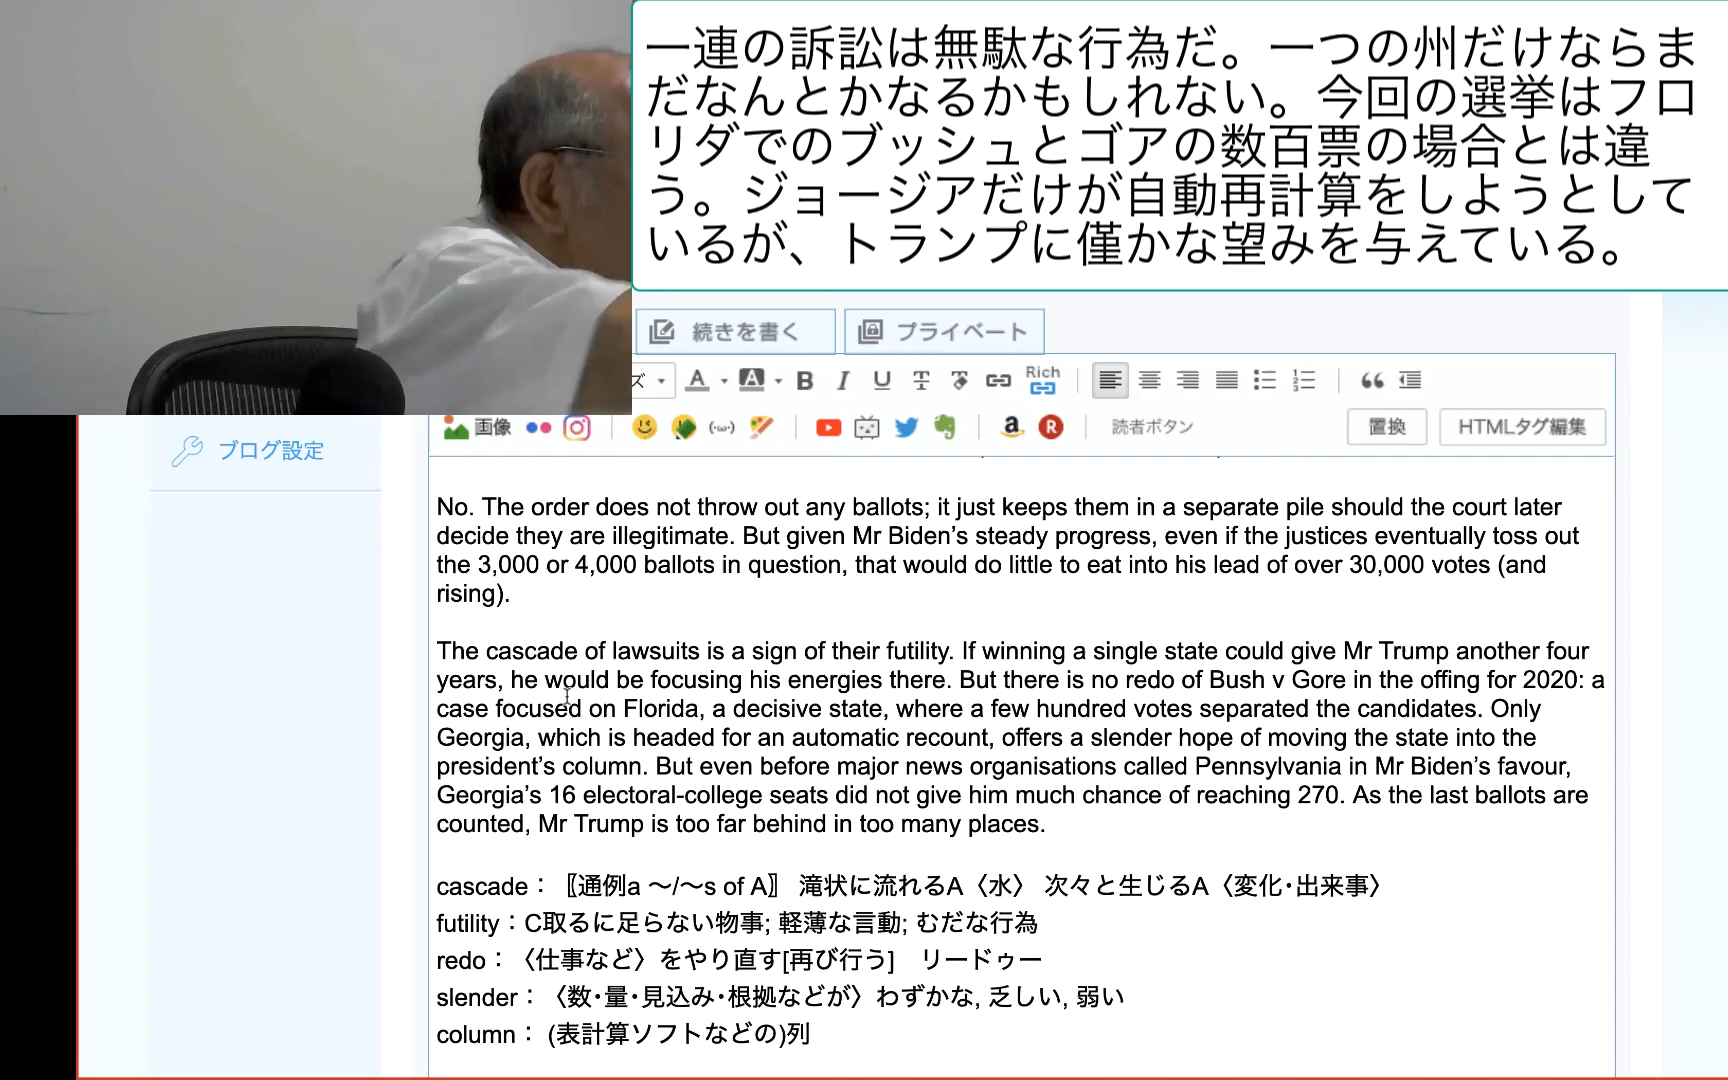 一連の訴訟は無駄な行為だ。一つの州だけならま
だなんとかなるかもしれない。今回の選挙はフロ
リダでのブッシュとゴアの数百票の場合とは違
う。ジョージアだけが自動再計算をしようとして
いるが、トランプに僅かな望みを与えている。
続きを書く プライベート
ズ A A B I U T Rich
画像 読者ボタン 置換 HTMLタグ編集
ブログ設定
No. The order does not throw out any ballots; it just keeps them in a separate pile should the court later
decide they are illegitimate. But given Mr Biden’s steady progress, even if the justices eventually toss out
the 3,000 or 4,000 ballots in question, that would do little to eat into his lead of over 30,000 votes (and
rising).
The cascade of lawsuits is a sign of their futility. If winning a single state could give Mr Trump another four
years, he would be focusing his energies there. But there is no redo of Bush v Gore in the offing for 2020: a
case focused on Florida, a decisive state, where a few hundred votes separated the candidates. Only
Georgia, which is headed for an automatic recount, offers a slender hope of moving the state into the
president’s column. But even before major news organisations called Pennsylvania in Mr Biden’s favour,
Georgia’s 16 electoral-college seats did not give him much chance of reaching 270. As the last ballots are
counted, Mr Trump is too far behind in too many places.
cascade：〖通例a ～/～s of A〗 滝状に流れるA〈水〉 次々と生じるA〈変化･出来事〉
futility：C取るに足らない物事; 軽薄な言動; むだな行為
redo：〈仕事など〉をやり直す[再び行う]　リードゥー
slender：〈数･量･見込み･根拠などが〉わずかな, 乏しい, 弱い
column： (表計算ソフトなどの)列